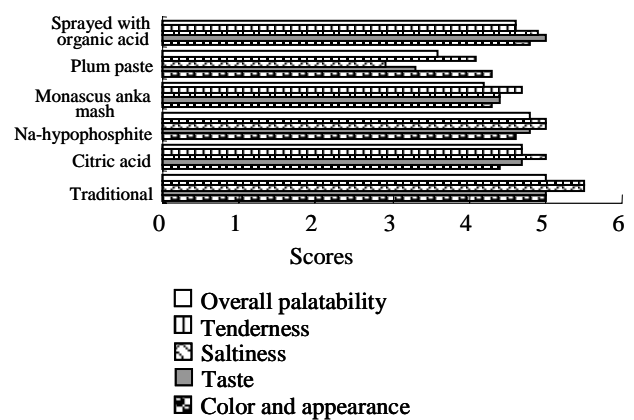 Sprayed with
organic acid
Plum paste
Monascus anka
mash
Na-hypophosphite
Citric acid
Traditional
0 1 2 3 4 5 6
Scores
Overall palatability
Tenderness
Saltiness
Taste
Color and appearance